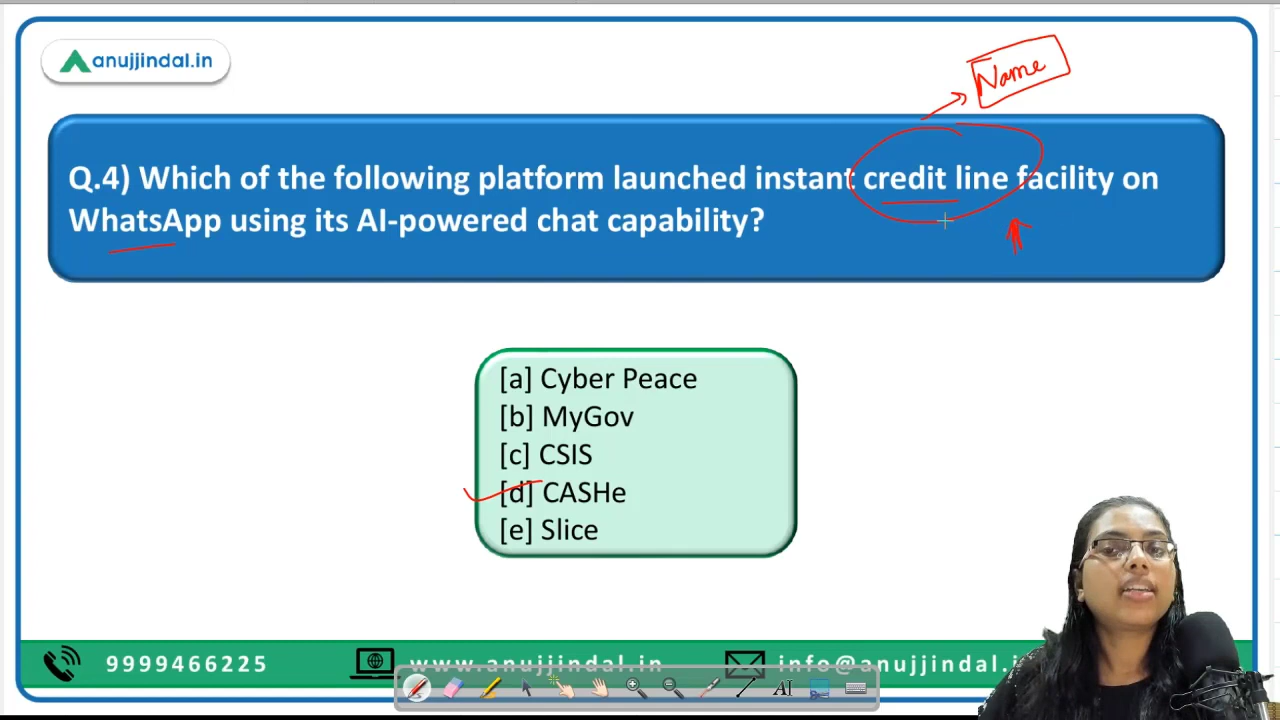 anujjindal.in
Name
Q.4) Which of the following platform launched instant credit line facility on
WhatsApp using its AI-powered chat capability?
[a] Cyber Peace
[b] MyGov
[c] CSIS
[d] CASHe
[e] Slice
9999466225
www.anujjindal.in
info@anujjindal.i
AI